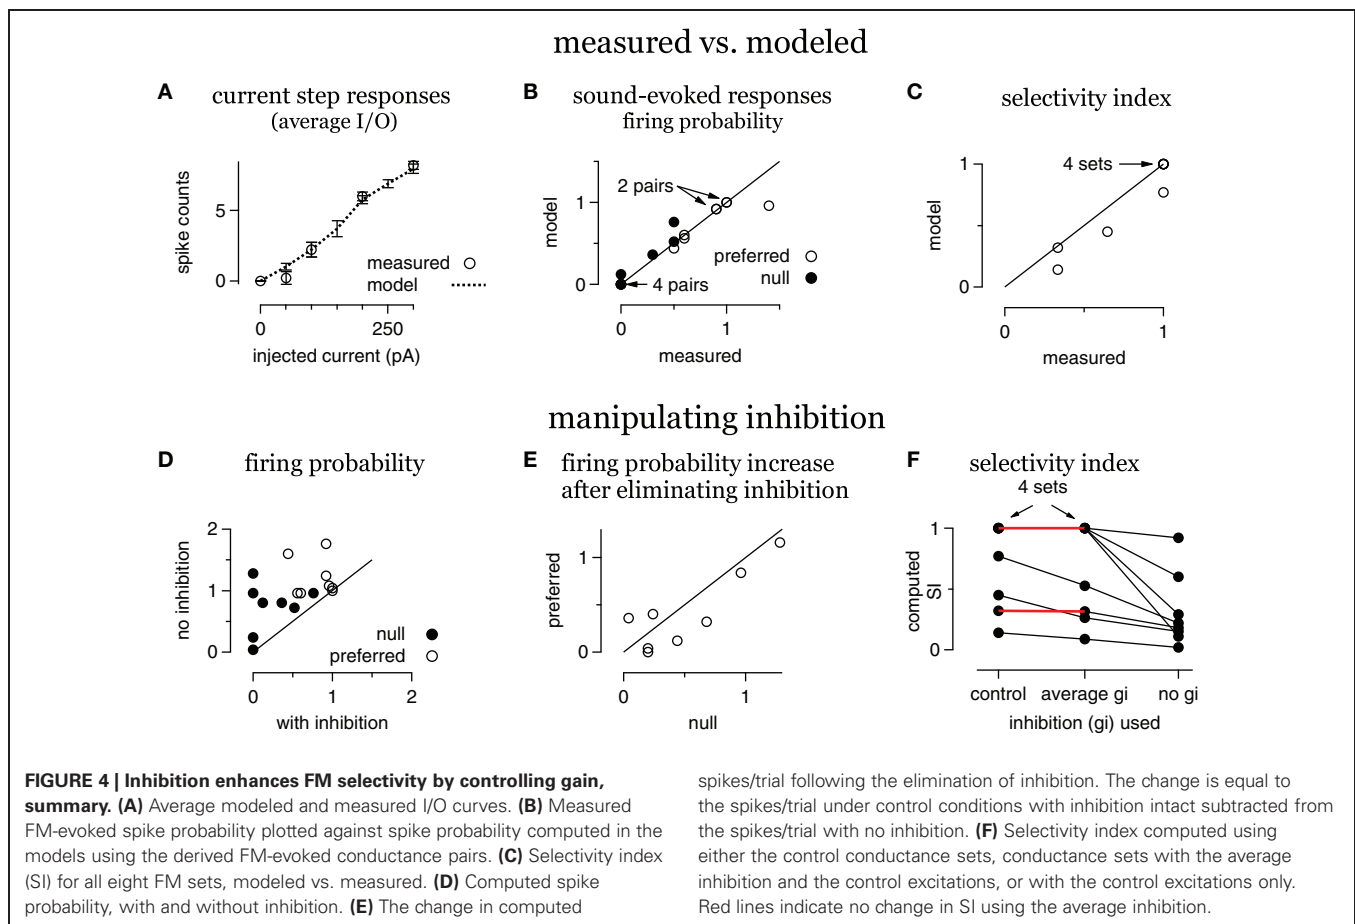 measured vs. modeled
A
current step responses
(average I/O)
spike counts
5
0
measured
model
0
250
injected current (pA)
B
sound-evoked responses
firing probability
model
1
0
2 pairs
preferred
null
4 pairs
0
1
measured
C
selectivity index
model
1
0
4 sets
0
1
measured
manipulating inhibition
D
firing probability
no inhibition
2
1
0
null
preferred
0
1
2
with inhibition
E
firing probability increase
after eliminating inhibition
preferred
1
0
0
1
null
F
selectivity index
4 sets
computed
SI
1
0
control
average gi
no gi
inhibition (gi) used
FIGURE 4 | Inhibition enhances FM selectivity by controlling gain,
summary. (A) Average modeled and measured I/O curves. (B) Measured
FM-evoked spike probability plotted against spike probability computed in the
models using the derived FM-evoked conductance pairs. (C) Selectivity index
(SI) for all eight FM sets, modeled vs. measured. (D) Computed spike
probability, with and without inhibition. (E) The change in computed
spikes/trial following the elimination of inhibition. The change is equal to
the spikes/trial under control conditions with inhibition intact subtracted from
the spikes/trial with no inhibition. (F) Selectivity index computed using
either the control conductance sets, conductance sets with the average
inhibition and the control excitations, or with the control excitations only.
Red lines indicate no change in SI using the average inhibition.